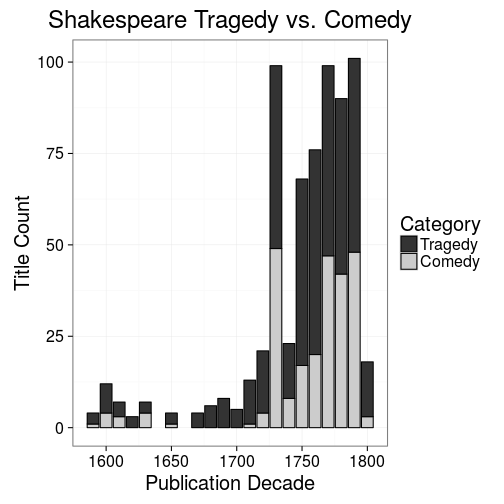 Shakespeare Tragedy vs. Comedy
Title Count
100
75
50
25
0
1600 1650 1700 1750 1800
Publication Decade
Category
Tragedy
Comedy